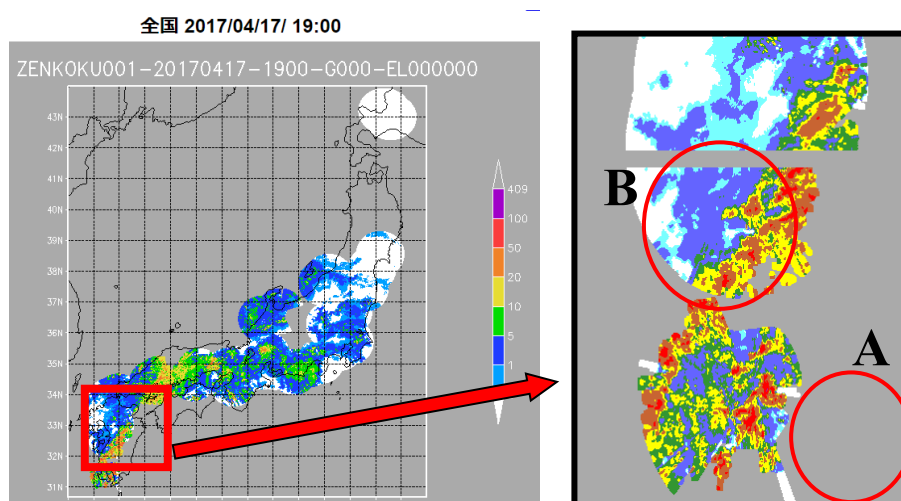 全国 2017/04/17/ 19:00
ZENKOKU001-20170417-1900-G000-EL000000
43N
42N
41N
40N
39N
38N
37N
36N
35N
34N
33N
32N
31N
409
100
50
20
10
5
1
B
A